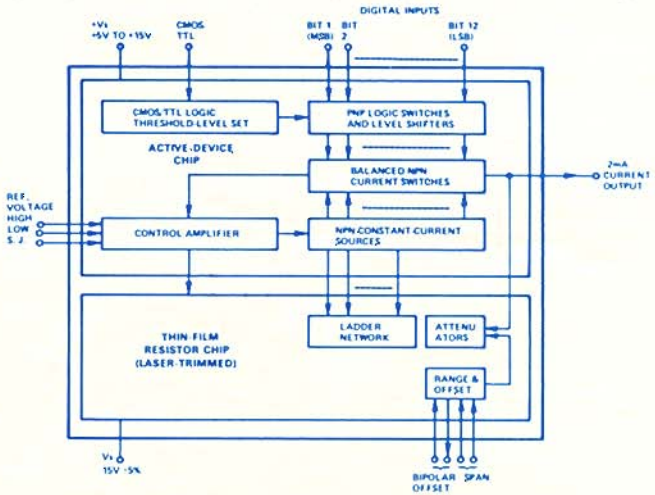 DIGITAL INPUTS
+Vs
+5V TO +15V
CMOS
TTL
BIT 1
(MSB)
BIT
2
BIT 12
(LSB)
CMOS/TTL LOGIC
THRESHOLD-LEVEL SET
PNP LOGIC SWITCHES
AND LEVEL SHIFTERS
ACTIVE-DEVICE
CHIP
BALANCED NPN
CURRENT SWITCHES
2mA
CURRENT
OUTPUT
REF.
VOLTAGE
HIGH
LOW
S. J.
CONTROL AMPLIFIER
NPN CONSTANT CURRENT
SOURCES
THIN-FILM
RESISTOR CHIP
(LASER-TRIMMED)
LADDER
NETWORK
ATTENU
ATORS
RANGE &
OFFSET
Vs
15V -5%
BIPOLAR
OFFSET
SPAN